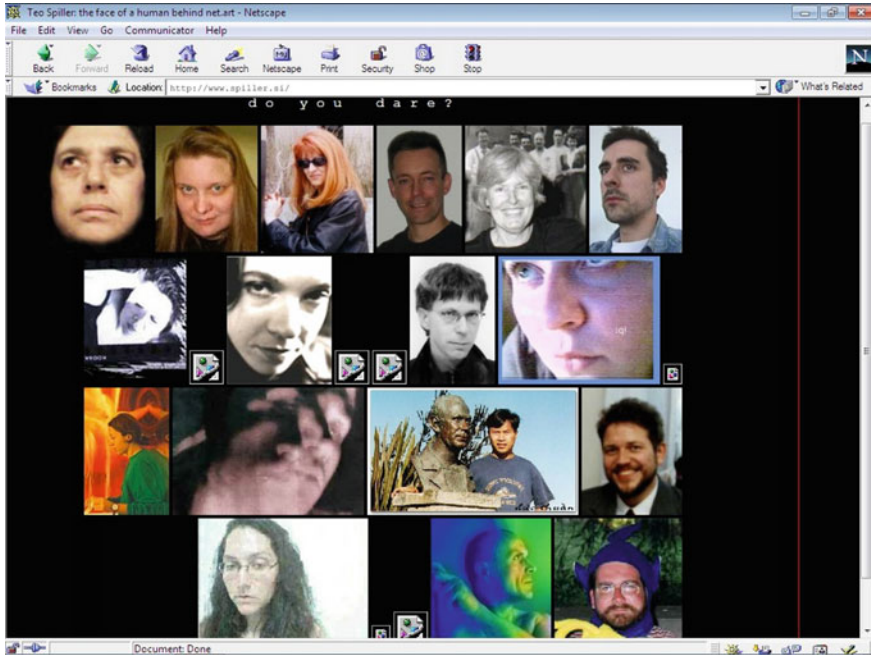 Teo Spiller: the face of a human behind net.art - Netscape
File Edit View Go Communicator Help
Back Forward Reload Home Search Netscape Print Security Shop Stop
N
Bookmarks Location: http://www.spiller.si/ What's Related
do you dare?
Document: Done